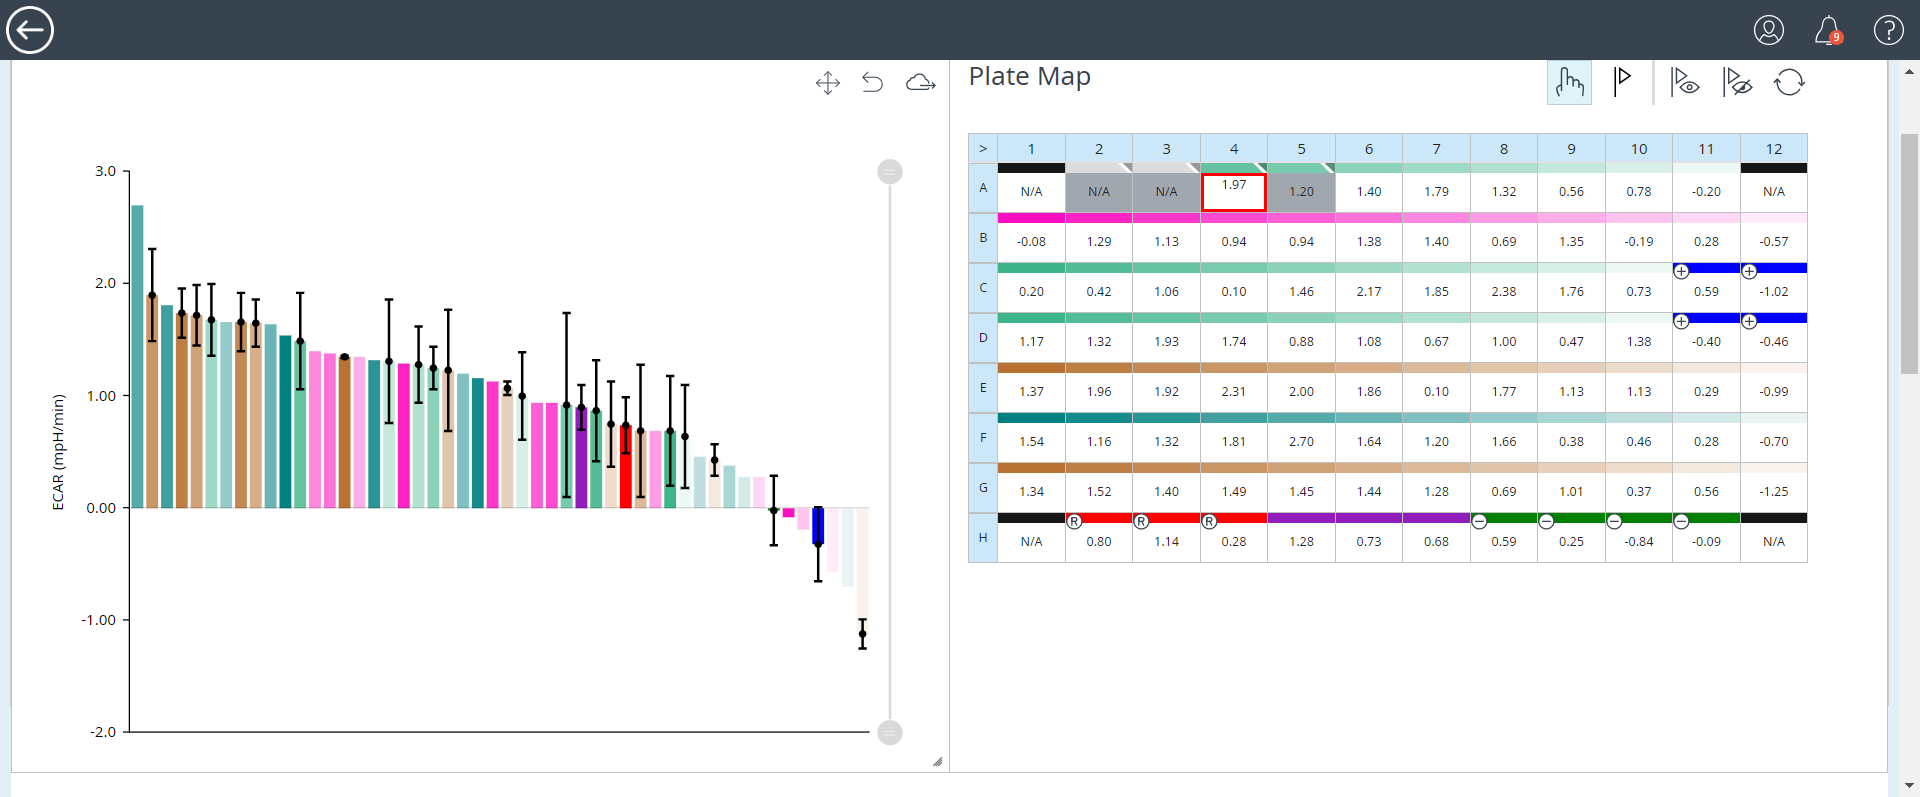 9
?
Plate Map
3.0
2.0
1.00
0.00
-1.00
-2.0
ECAR (mpH/min)
> 1 2 3 4 5 6 7 8 9 10 11 12
A N/A N/A N/A 1.97 1.20 1.40 1.79 1.32 0.56 0.78 -0.20 N/A
B -0.08 1.29 1.13 0.94 0.94 1.38 1.40 0.69 1.35 -0.19 0.28 -0.57
+ +
C 0.20 0.42 1.06 0.10 1.46 2.17 1.85 2.38 1.76 0.73 0.59 -1.02
+ +
D 1.17 1.32 1.93 1.74 0.88 1.08 0.67 1.00 0.47 1.38 -0.40 -0.46
E 1.37 1.96 1.92 2.31 2.00 1.86 0.10 1.77 1.13 1.13 0.29 -0.99
F 1.54 1.16 1.32 1.81 2.70 1.64 1.20 1.66 0.38 0.46 0.28 -0.70
G 1.34 1.52 1.40 1.49 1.45 1.44 1.28 0.69 1.01 0.37 0.56 -1.25
R R R − − − −
H N/A 0.80 1.14 0.28 1.28 0.73 0.68 0.59 0.25 -0.84 -0.09 N/A